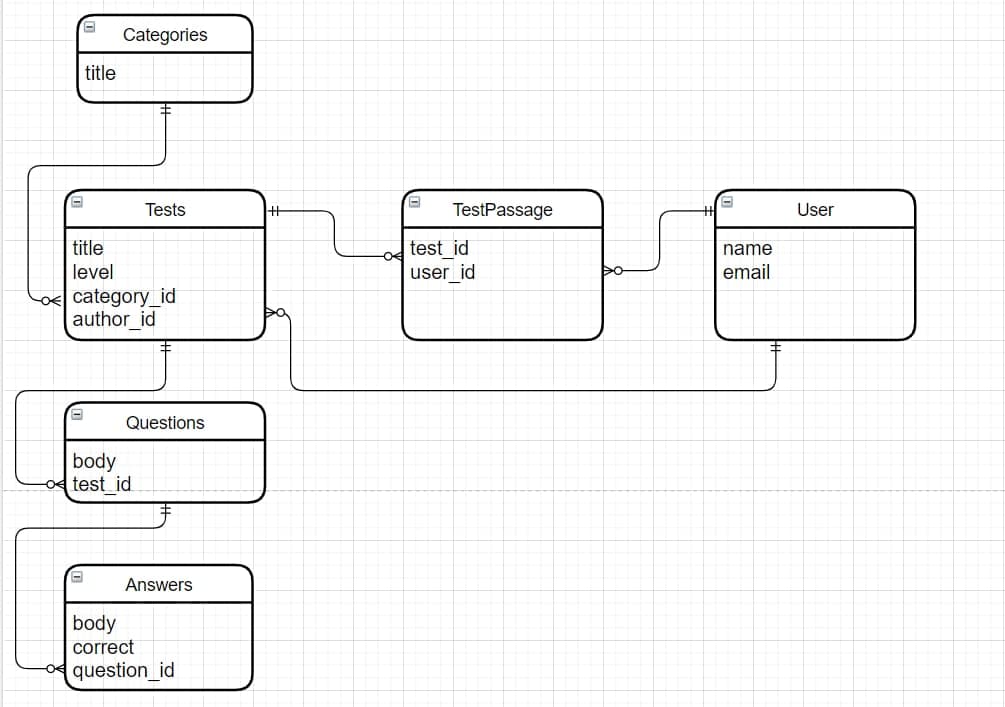 Categories
title
Tests
title
level
category_id
author_id
TestPassage
test_id
user_id
User
name
email
Questions
body
test_id
Answers
body
correct
question_id